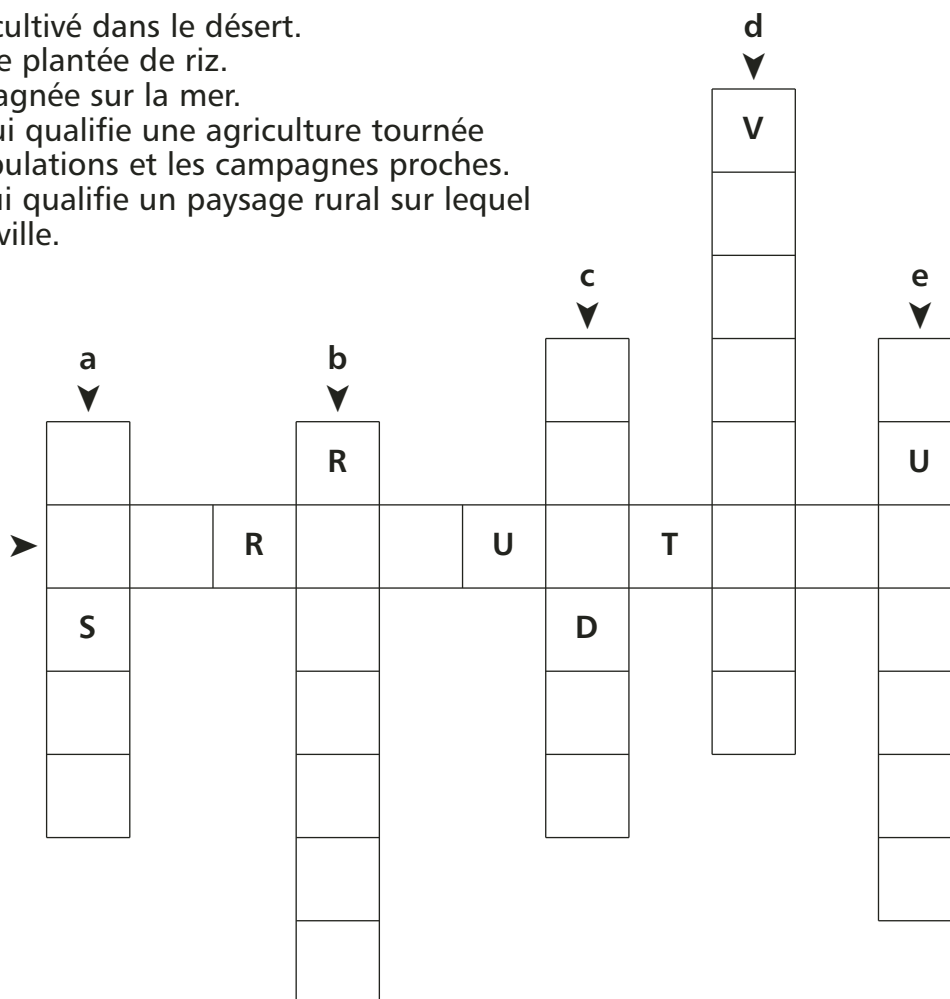 cultivé dans le désert.
e plantée de riz.
agnée sur la mer.
ui qualifie une agriculture tournée
pulations et les campagnes proches.
ui qualifie un paysage rural sur lequel
ville.
d
V
c
e
a
b
R
U
R
U
T
S
D